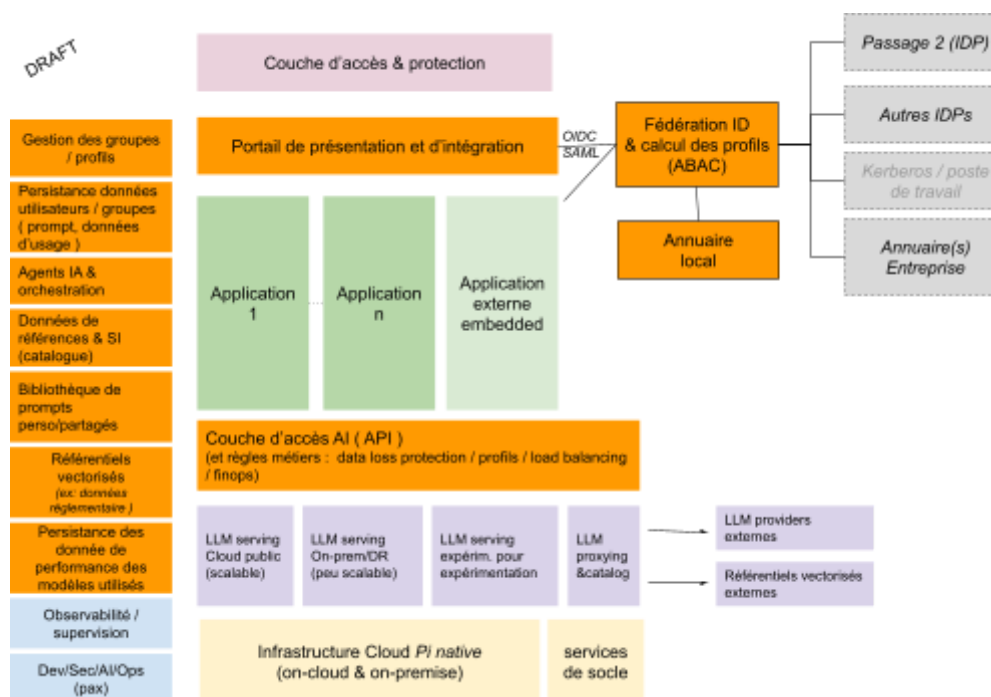 DRAFT
Couche d'accès & protection
Gestion des groupes
/ profils
Persistance données
utilisateurs / groupes
( prompt, données
d'usage )
Agents IA &
orchestration
Données de
références & SI
(catalogue)
Bibliothèque de
prompts
perso/partagés
Référentiels
vectorisés
(ex: données
réglementaire )
Persistance des
donnée de
performance des
modèles utilisés
Observabilité /
supervision
Dev/Sec/AI/Ops
(pax)
Portail de présentation et d'intégration
OIDC
SAML
Fédération ID
& calcul des profils
(ABAC)
Annuaire
local
Passage 2 (IDP)
Autres IDPs
Kerberos / poste
de travail
Annuaire(s)
Entreprise
Application
1
Application
n
Application
externe
embedded
Couche d'accès AI ( API )
(et règles métiers : data loss protection / profils / load balancing
/ finops)
LLM serving
Cloud public
(scalable)
LLM serving
On-prem/DR
(peu scalable)
LLM serving
expérim. pour
expérimentation
LLM
proxying
&catalog
LLM providers
externes
Référentiels vectorisés
externes
Infrastructure Cloud Pi native
(on-cloud & on-premise)
services
de socle